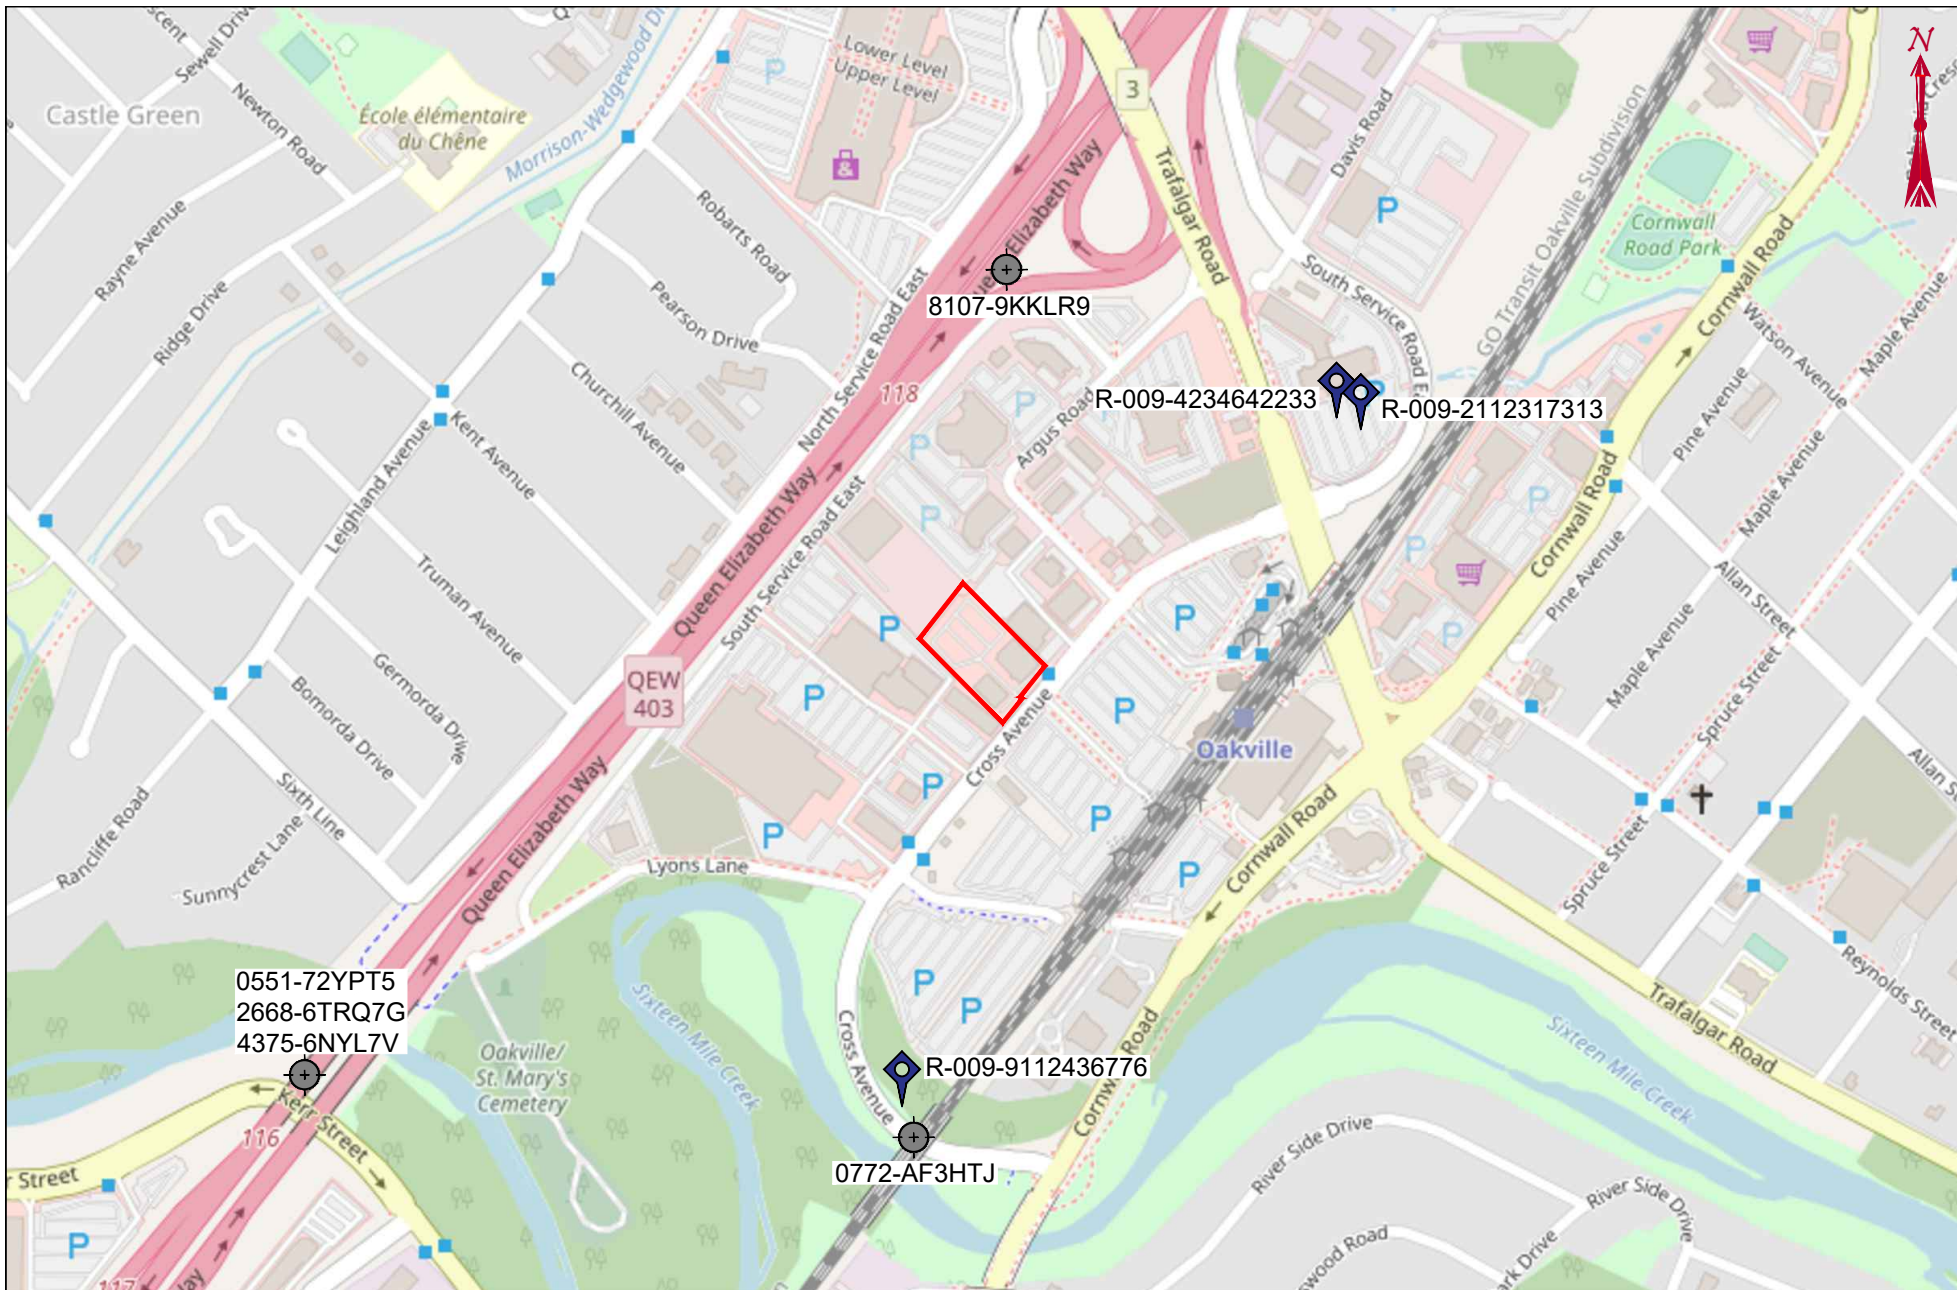 Sewell Drive
Morrison-Wedgewood
Lower Level
Upper Level
3
N
Castle Green
Newton Road
École élémentaire
du Chêne
Davis Road
Trafalgar Road
Queen Elizabeth Way
GO Transit Oakville Subdivision
Cornwall
Road Park
Cornwall Road
Rayne Avenue
Robarts Road
P
P
Ridge Drive
Pearson Drive
North Service Road East
8107-9KKLR9
South Service Road East
Watson Avenue
Maple Avenue
118
Churchill Avenue
Kent Avenue
Leighland Avenue
Argus Road
R-009-4234642233
R-009-2112317313
Pine Avenue
Maple Avenue
P
P
P
P
P
P
Queen Elizabeth Way
South Service Road East
Cornwall Road
Pine Avenue
Allan Street
Truman Avenue
Germorda Drive
Bomorda Drive
P
P
P
P
Maple Avenue
Spruce Street
QEW
403
Cross Avenue
Oakville
Sixth Line
Rancliffe Road
Sunnycrest Lane
Queen Elizabeth Way
P
P
P
P
Cornwall Road
Lyons Lane
Spruce Street
Reynolds Street
Trafalgar Road
0551-72YPT5
2668-6TRQ7G
4375-6NYL7V
P
P
Sixteen Mile Creek
Oakville/
St. Mary's
Cemetery
Cross Avenue
R-009-9112436776
Cornwall Road
Sixteen Mile Creek
Kerr Street
116
Street
0772-AF3HTJ
River Side Drive
River Side Drive
P
117